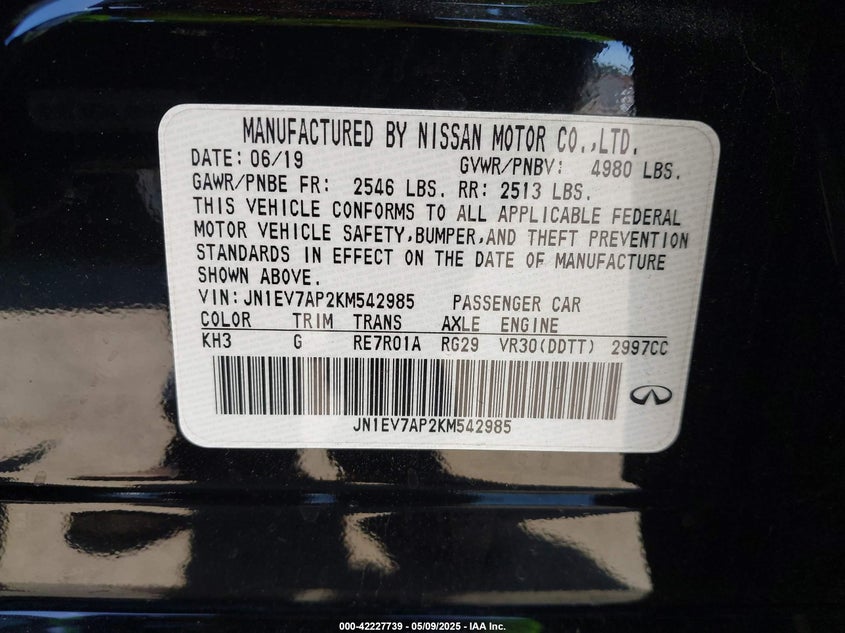 MANUFACTURED BY NISSAN MOTOR CO.,LTD.
DATE: 06/19 GVWR/PNBV: 4980 LBS.
GAWR/PNBE FR: 2546 LBS. RR: 2513 LBS.
THIS VEHICLE CONFORMS TO ALL APPLICABLE FEDERAL
MOTOR VEHICLE SAFETY,BUMPER,AND THEFT PREVENTION
STANDARDS IN EFFECT ON THE DATE OF MANUFACTURE
SHOWN ABOVE.
VIN:JN1EV7AP2KM542985 PASSENGER CAR
COLOR TRIM TRANS AXLE ENGINE
KH3 G RE7R01A RG29 VR30(DDTT) 2997CC
JN1EV7AP2KM542985
000-42227739 - 05/09/2025 - IAA Inc.